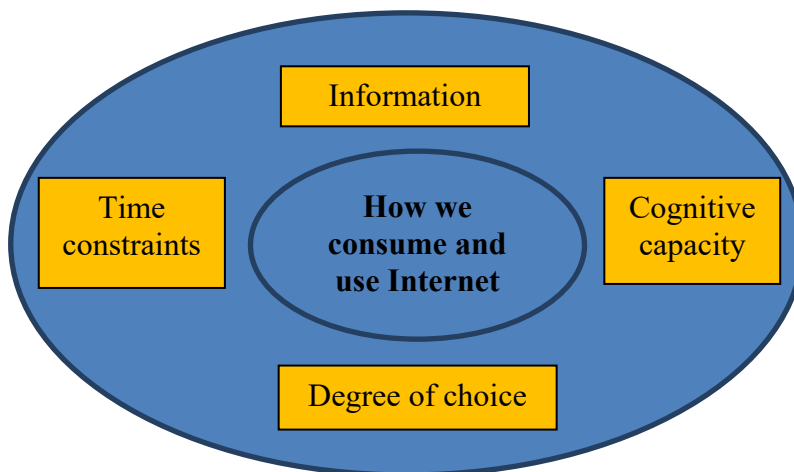 Information
Time
constraints
How we
consume and
use Internet
Cognitive
capacity
Degree of choice